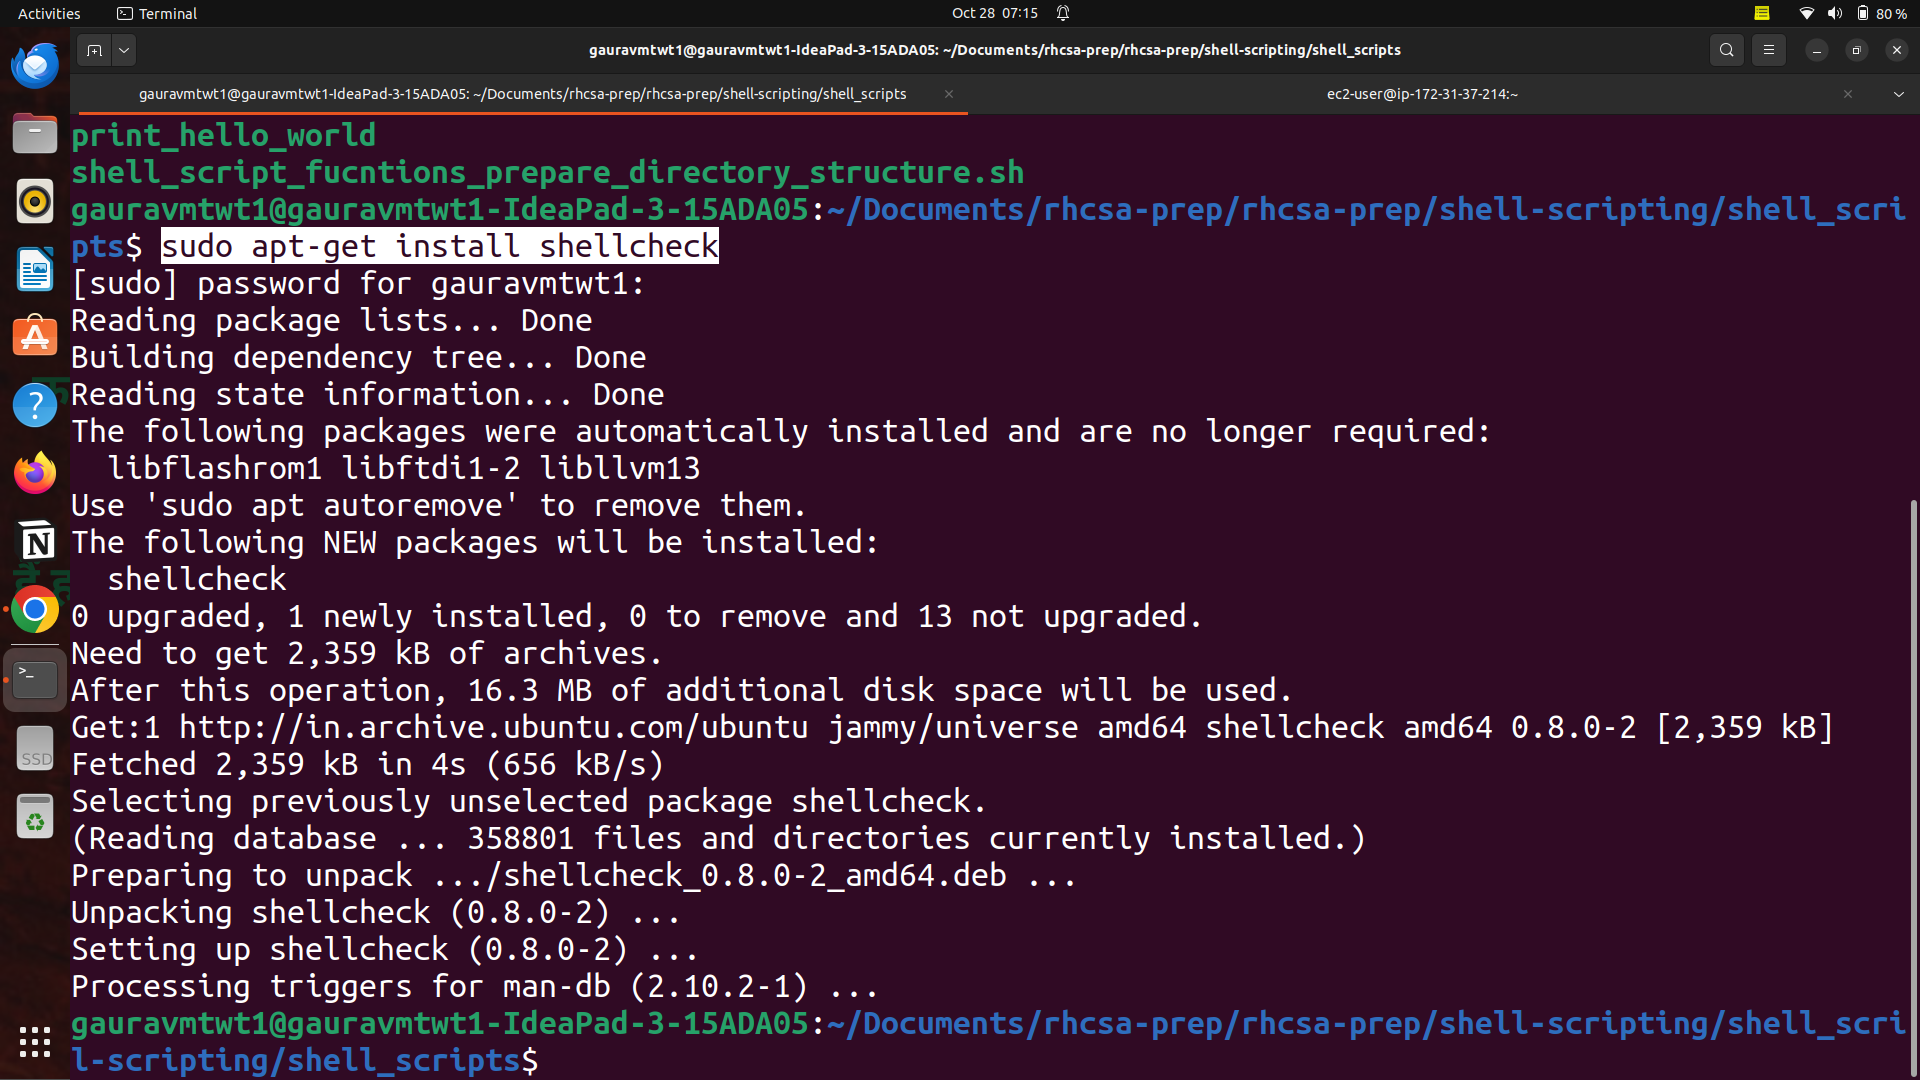 Activities
Terminal
Oct 28 07:15
80 %
gauravmtwt1@gauravmtwt1-IdeaPad-3-15ADA05: ~/Documents/rhcsa-prep/rhcsa-prep/shell-scripting/shell_scripts
gauravmtwt1@gauravmtwt1-IdeaPad-3-15ADA05: ~/Documents/rhcsa-prep/rhcsa-prep/shell-scripting/shell_scripts
ec2-user@ip-172-31-37-214:~
print_hello_world
shell_script_fucntions_prepare_directory_structure.sh
gauravmtwt1@gauravmtwt1-IdeaPad-3-15ADA05:~/Documents/rhcsa-prep/rhcsa-prep/shell-scripting/shell_scri
pts$ sudo apt-get install shellcheck
[sudo] password for gauravmtwt1:
Reading package lists... Done
Building dependency tree... Done
Reading state information... Done
The following packages were automatically installed and are no longer required:
  libflashrom1 libftdi1-2 libllvm13
Use 'sudo apt autoremove' to remove them.
The following NEW packages will be installed:
  shellcheck
0 upgraded, 1 newly installed, 0 to remove and 13 not upgraded.
Need to get 2,359 kB of archives.
After this operation, 16.3 MB of additional disk space will be used.
Get:1 http://in.archive.ubuntu.com/ubuntu jammy/universe amd64 shellcheck amd64 0.8.0-2 [2,359 kB]
Fetched 2,359 kB in 4s (656 kB/s)
Selecting previously unselected package shellcheck.
(Reading database ... 358801 files and directories currently installed.)
Preparing to unpack .../shellcheck_0.8.0-2_amd64.deb ...
Unpacking shellcheck (0.8.0-2) ...
Setting up shellcheck (0.8.0-2) ...
Processing triggers for man-db (2.10.2-1) ...
gauravmtwt1@gauravmtwt1-IdeaPad-3-15ADA05:~/Documents/rhcsa-prep/rhcsa-prep/shell-scripting/shell_scri
l-scripting/shell_scripts$
SSD